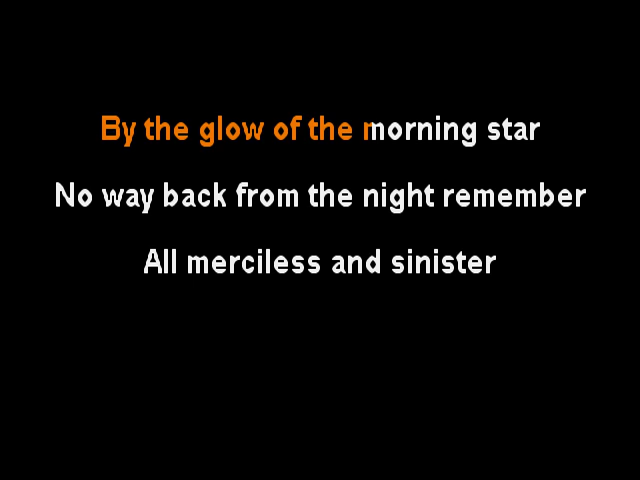 By the glow of the morning star
No way back from the night remember
All merciless and sinister